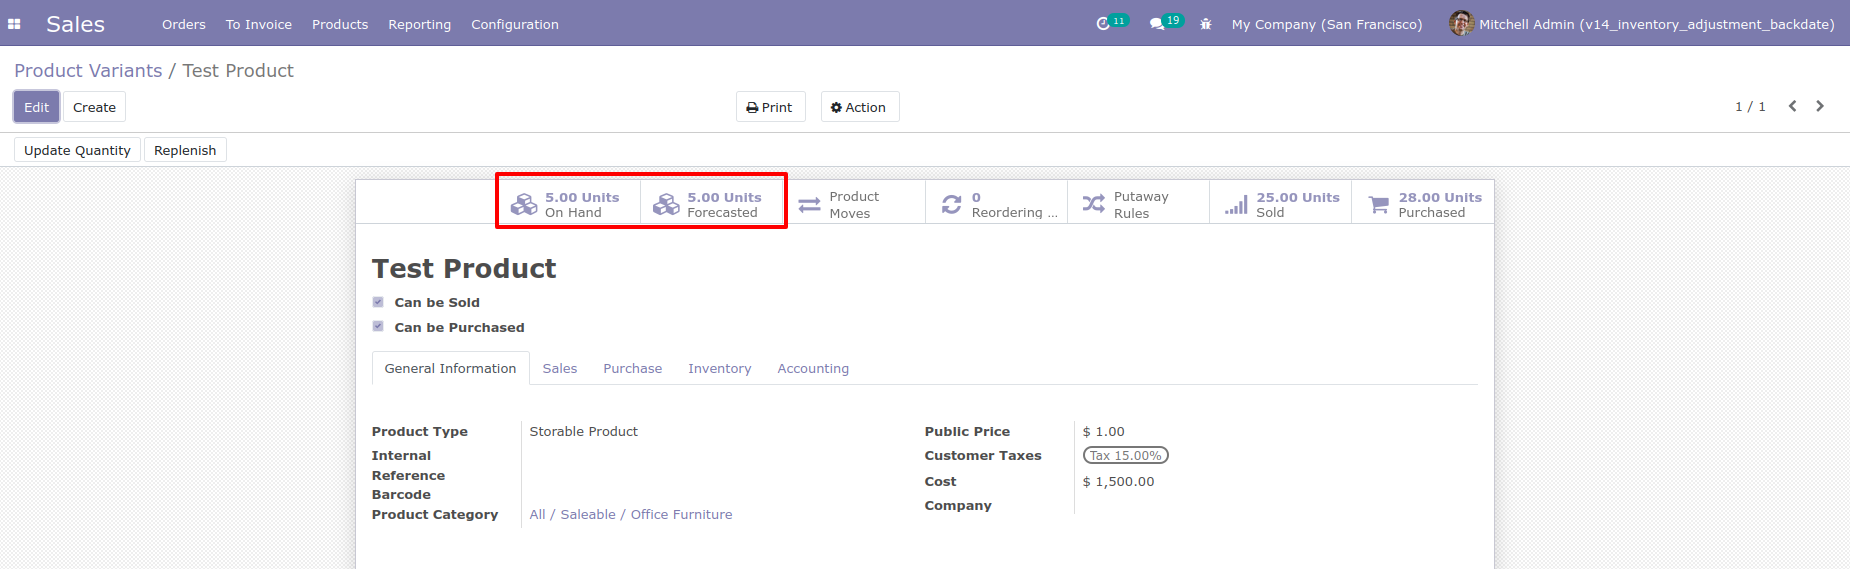 Sales Orders To Invoice Products Reporting Configuration 11 19 My Company (San Francisco) Mitchell Admin (v14_inventory_adjustment_backdate)
Product Variants / Test Product
Edit Create Print Action 1 / 1
Update Quantity Replenish
5.00 Units 5.00 Units Product 0 Putaway 25.00 Units 28.00 Units
On Hand Forecasted Moves Reordering ... Rules Sold Purchased
Test Product
Can be Sold
Can be Purchased
General Information Sales Purchase Inventory Accounting
Product Type Storable Product Public Price $ 1.00
Internal Customer Taxes Tax 15.00%
Reference
Cost $ 1,500.00
Barcode
Company
Product Category All / Saleable / Office Furniture